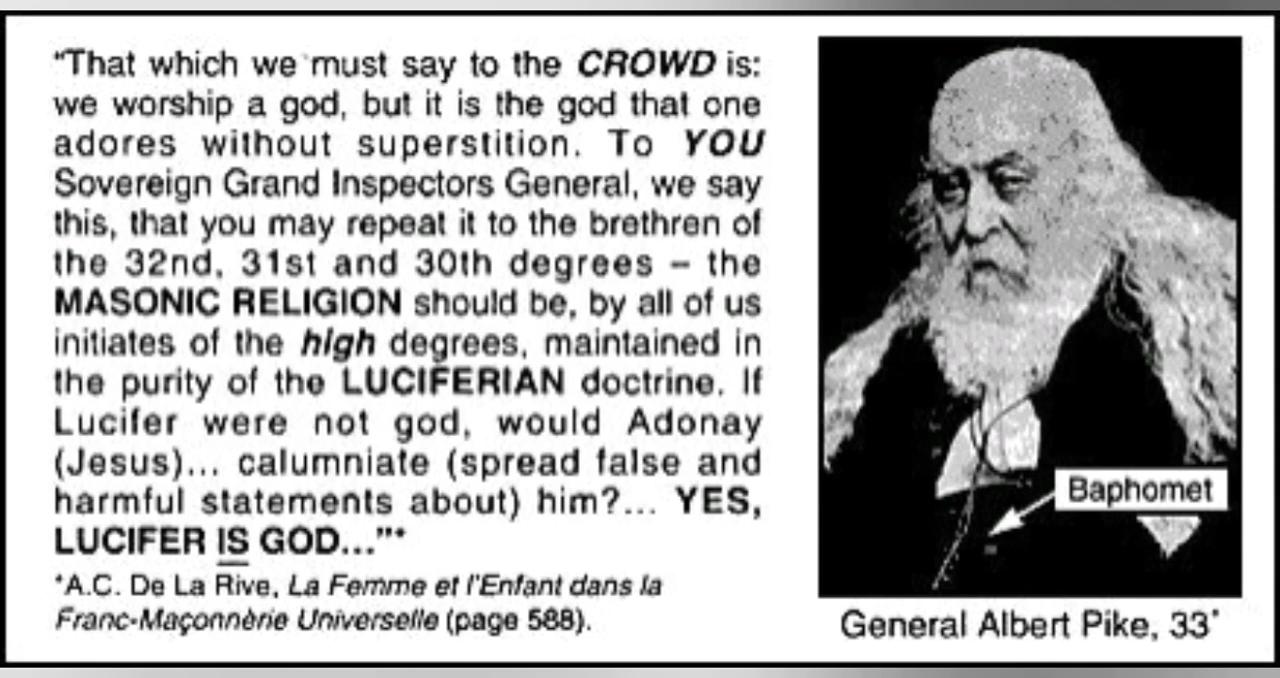 "That which we must say to the CROWD is:
we worship a god, but it is the god that one
adores without superstition. To YOU
Sovereign Grand Inspectors General, we say
this, that you may repeat it to the brethren of
the 32nd, 31st and 30th degrees – the
MASONIC RELIGION should be, by all of us
initiates of the high degrees, maintained in
the purity of the LUCIFERIAN doctrine. If
Lucifer were not god, would Adonay
(Jesus)... calumniate (spread false and
harmful statements about) him?... YES,
LUCIFER IS GOD..."*
*A.C. De La Rive, La Femme et l'Enfant dans la
Franc-Maçonnèrie Universelle (page 588).
Baphomet
General Albert Pike, 33°